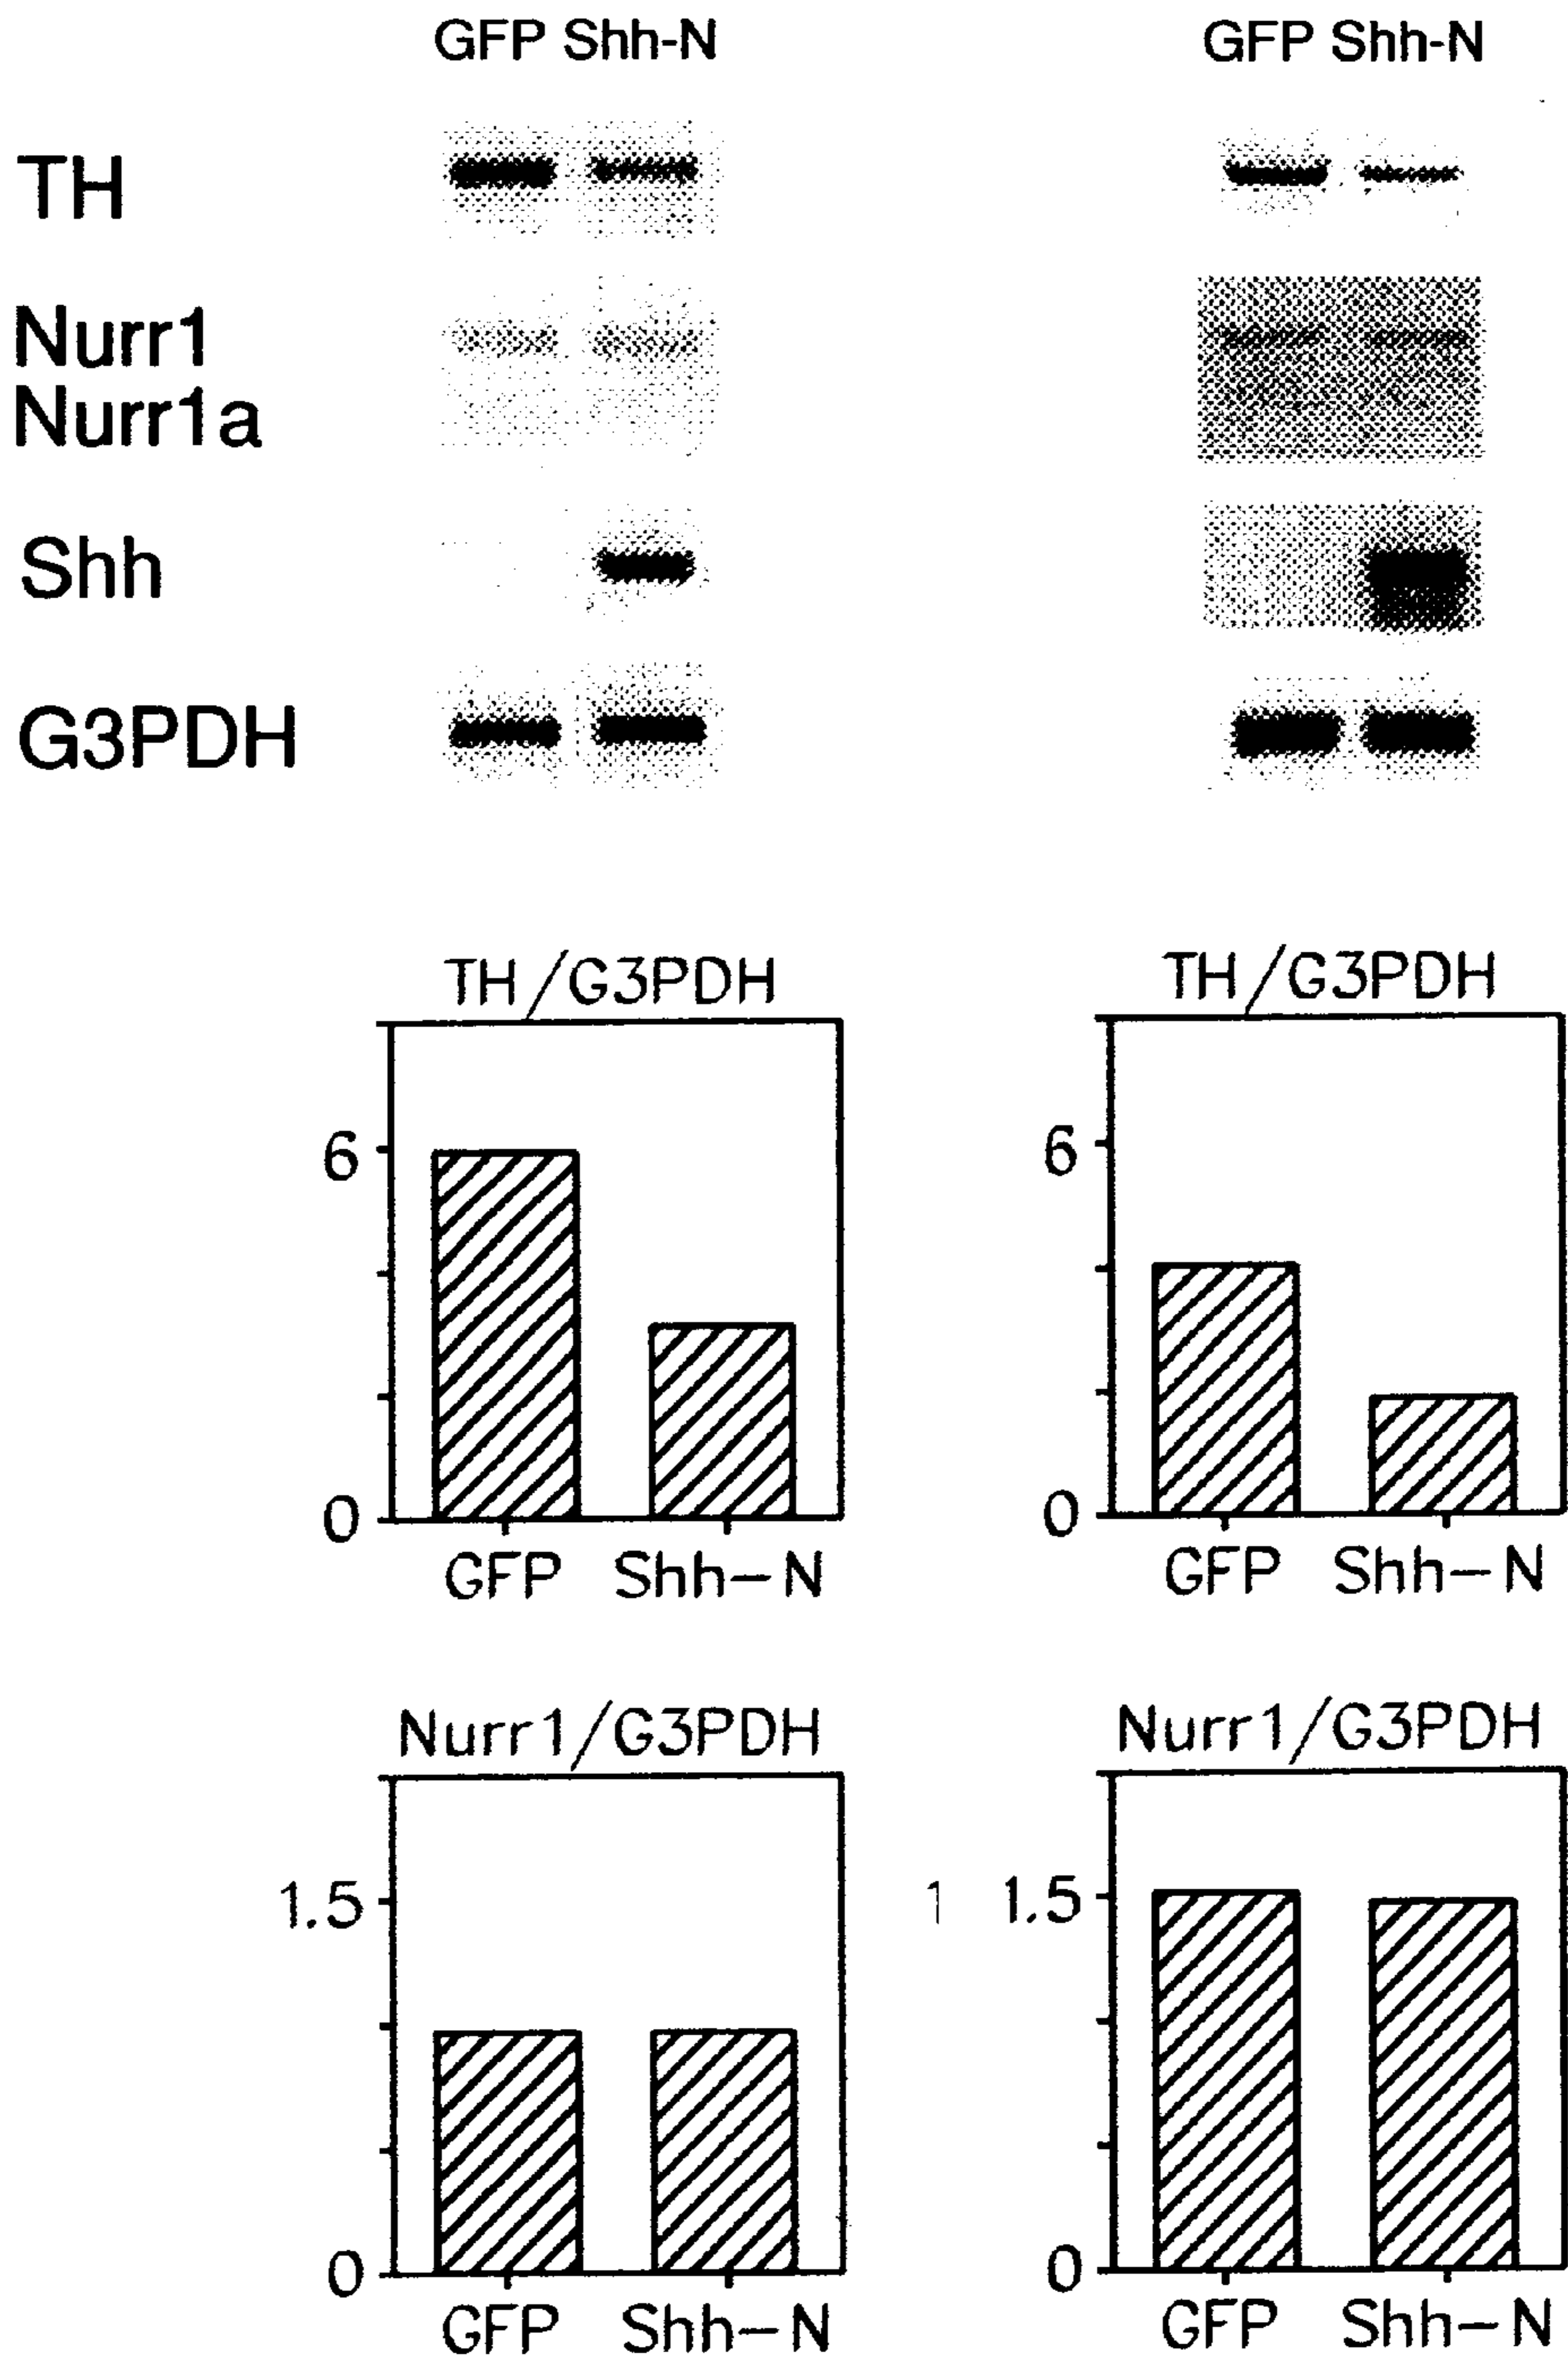 GFP Shh-N GFP Shh-N
TH
Nurr1
Nurr1a
Shh
G3PDH
TH/G3PDH TH/G3PDH
6 6
0 0
GFP Shh-N GFP Shh-N
Nurr1/G3PDH Nurr1/G3PDH
1.5 1 1.5
0 0
GFP Shh-N GFP Shh-N